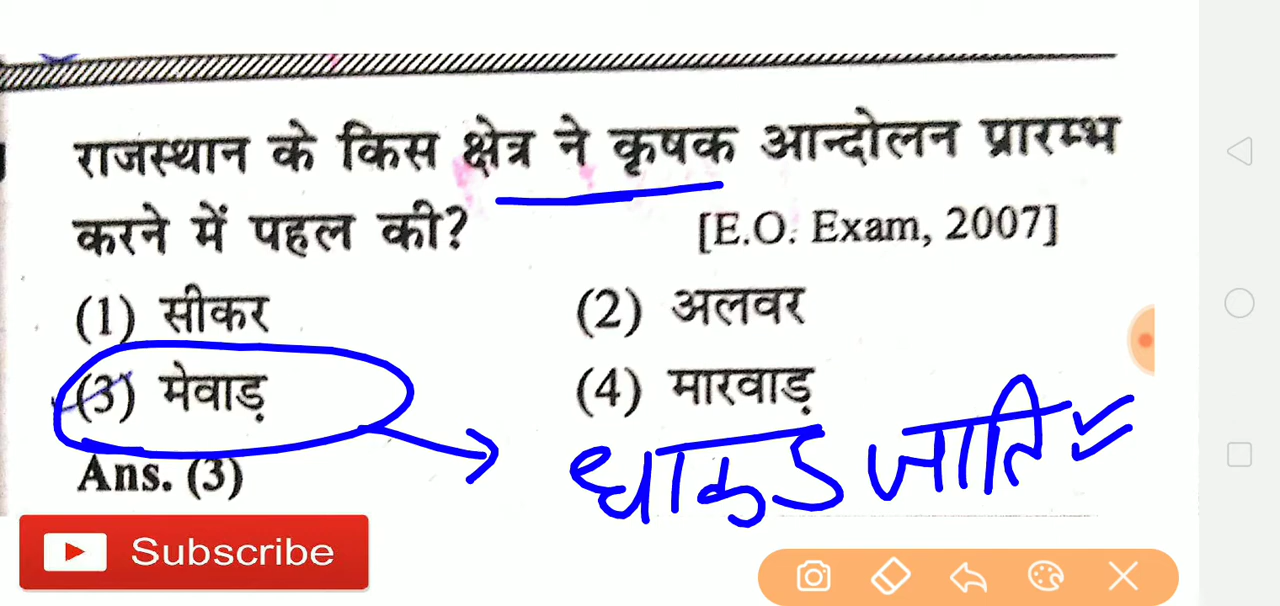 राजस्थान के किस क्षेत्र ने कृषक आन्दोलन प्रारम्भ
करने में पहल की? [E.O. Exam, 2007]
(1) सीकर (2) अलवर
(3) मेवाड़ (4) मारवाड़
धाकड जाति
Ans. (3)
Subscribe